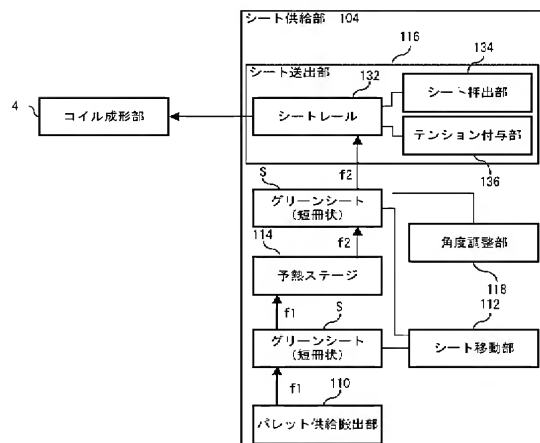 シート供給部 104
116
シート送出部
132
134
シート押出部
シートレール
4
コイル成形部
テンション付与部
136
f2
S
グリーンシート
(短冊状)
114
f2
角度調整部
118
予熱ステージ
112
f1
S
グリーンシート
(短冊状)
シート移動部
f1
110
パレット供給搬出部